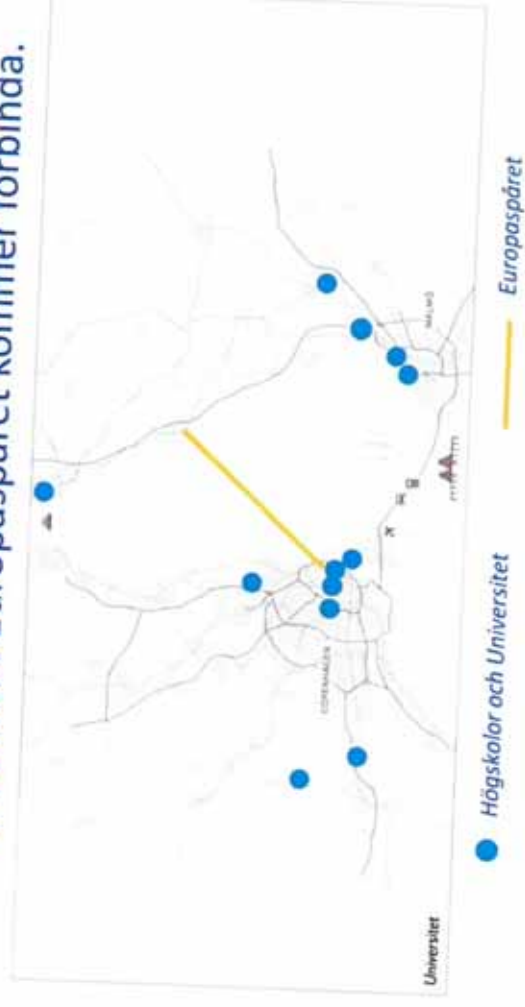 Europaspåret kommer förbinda.
COPENHAGEN
MALMÖ
Universitet
Högskolor och Universitet
Europaspåret